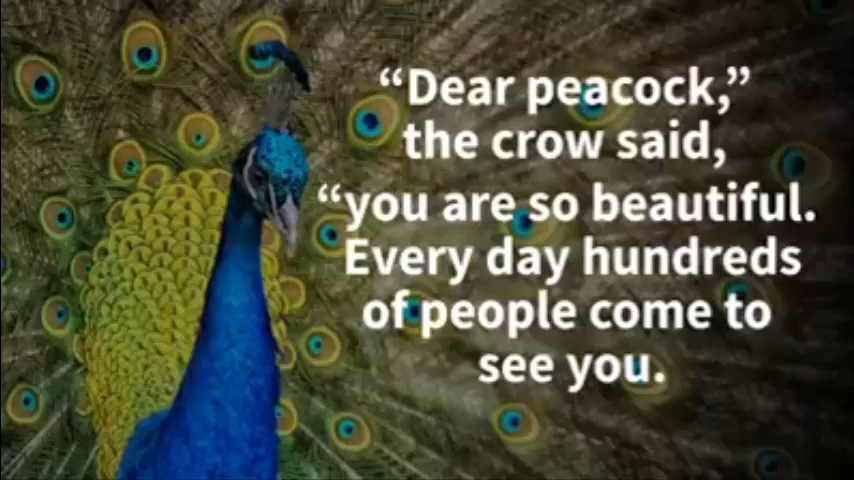 “Dear peacock,”
the crow said,
“you are so beautiful.
Every day hundreds
of people come to
see you.